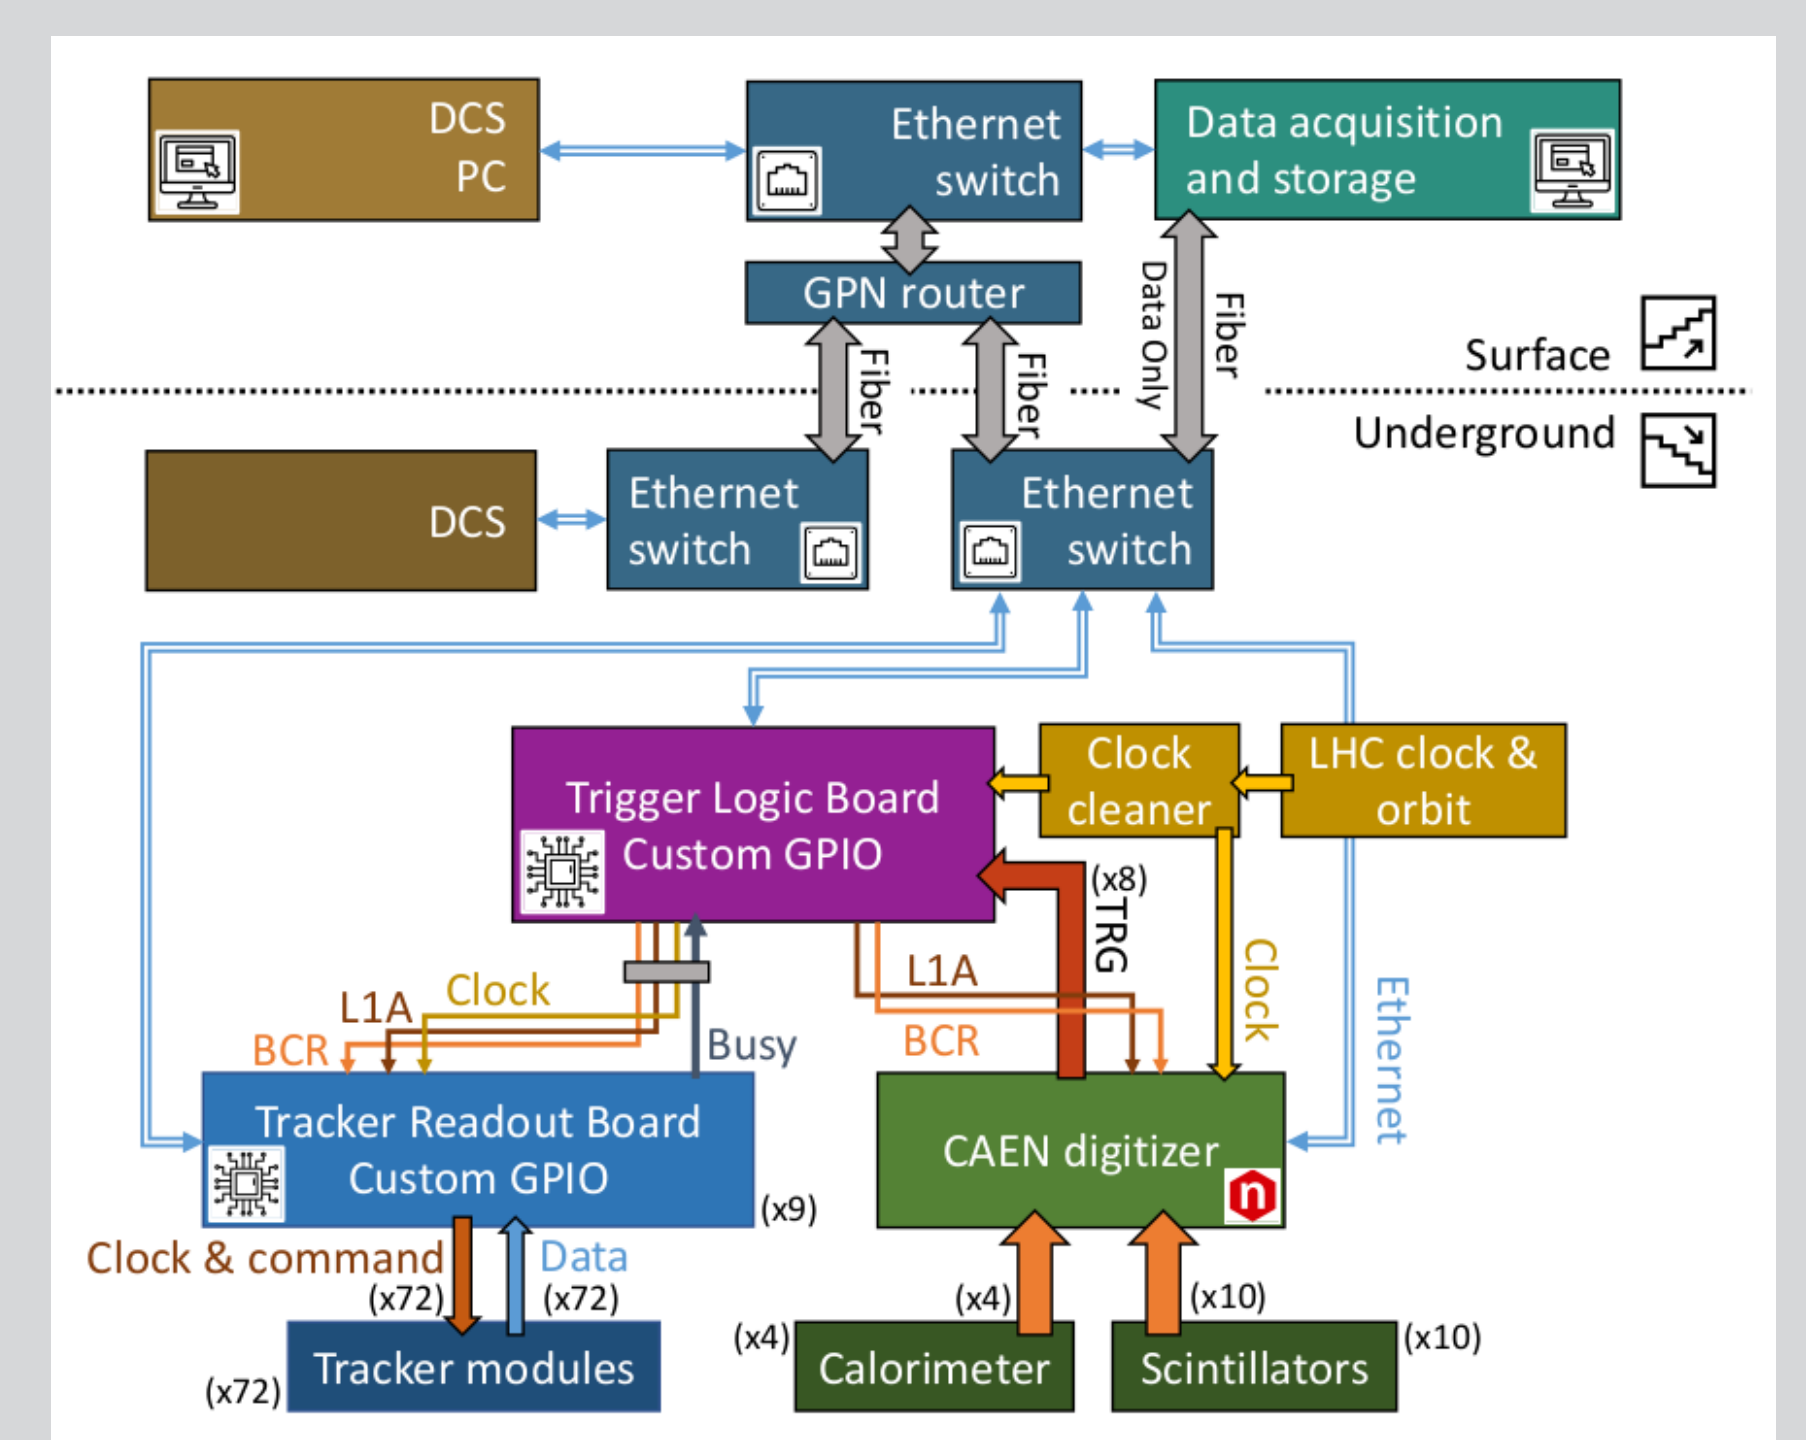 DCS
PC
Ethernet
switch
Data acquisition
and storage
GPN router
Fiber
Fiber
Data Only
Fiber
Surface
Underground
DCS
Ethernet
switch
Ethernet
switch
Trigger Logic Board
Custom GPIO
Clock
cleaner
LHC clock &
orbit
(x8)
TRG
L1A
BCR
Clock
Ethernet
Clock
L1A
BCR
Busy
Tracker Readout Board
Custom GPIO
(x9)
CAEN digitizer
n
Clock & command
(x72)
Data
(x72)
(x4)
(x10)
(x72)
Tracker modules
(x4)
Calorimeter
Scintillators
(x10)